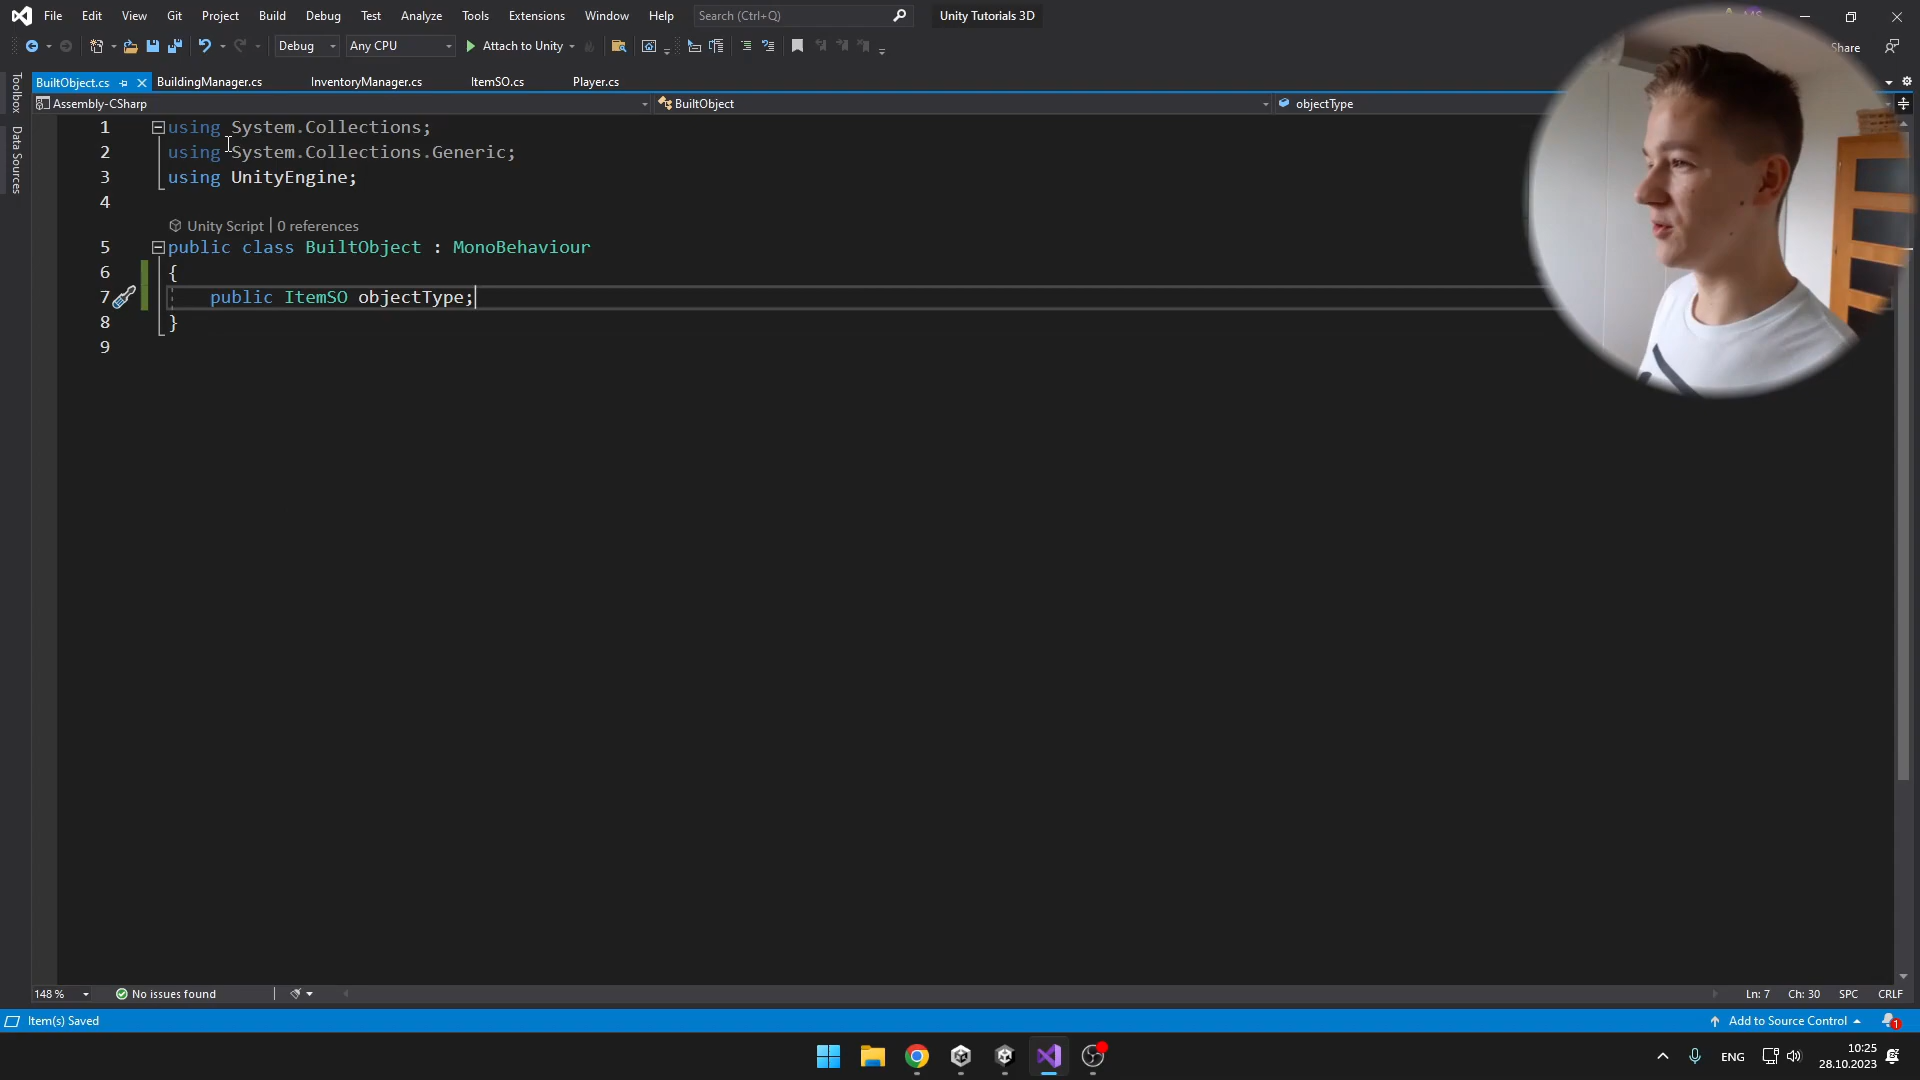 File Edit View Git Project Build Debug Test Analyze Tools Extensions Window Help Search (Ctrl+Q) Unity Tutorials 3D
Debug Any CPU Attach to Unity Share
BuiltObject.cs BuildingManager.cs InventoryManager.cs ItemSO.cs Player.cs
Toolbox
Data Sources
Assembly-CSharp BuiltObject objectType
1 using System.Collections;
2 using System.Collections.Generic;
3 using UnityEngine;
4
Unity Script | 0 references
5 public class BuiltObject : MonoBehaviour
6 {
7 public ItemSO objectType;
8 }
9
148 % No issues found Ln: 7 Ch: 30 SPC CRLF
Item(s) Saved Add to Source Control 1
ENG 10:25
28.10.2023